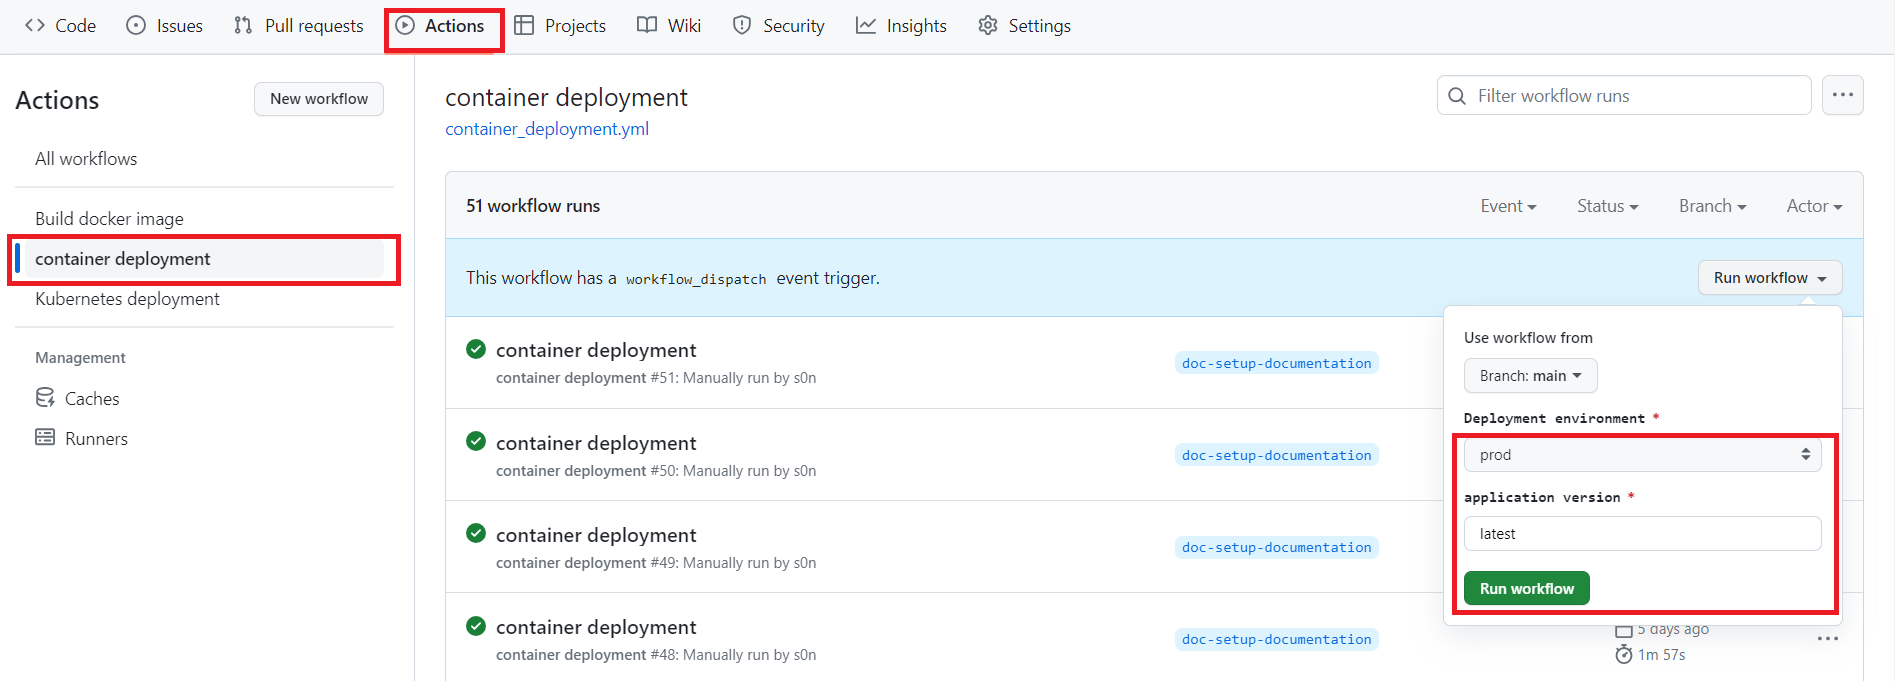 Code Issues Pull requests Actions Projects Wiki Security Insights Settings
Actions
New workflow
All workflows
Build docker image
container deployment
Kubernetes deployment
Management
Caches
Runners
container deployment
container_deployment.yml
Filter workflow runs
51 workflow runs
Event Status Branch Actor
This workflow has a workflow_dispatch event trigger.
Run workflow
container deployment
container deployment #51: Manually run by s0n
doc-setup-documentation
container deployment
container deployment #50: Manually run by s0n
doc-setup-documentation
container deployment
container deployment #49: Manually run by s0n
doc-setup-documentation
container deployment
container deployment #48: Manually run by s0n
doc-setup-documentation
5 days ago
1m 57s
Use workflow from
Branch: main
Deployment environment *
prod
application version *
latest
Run workflow